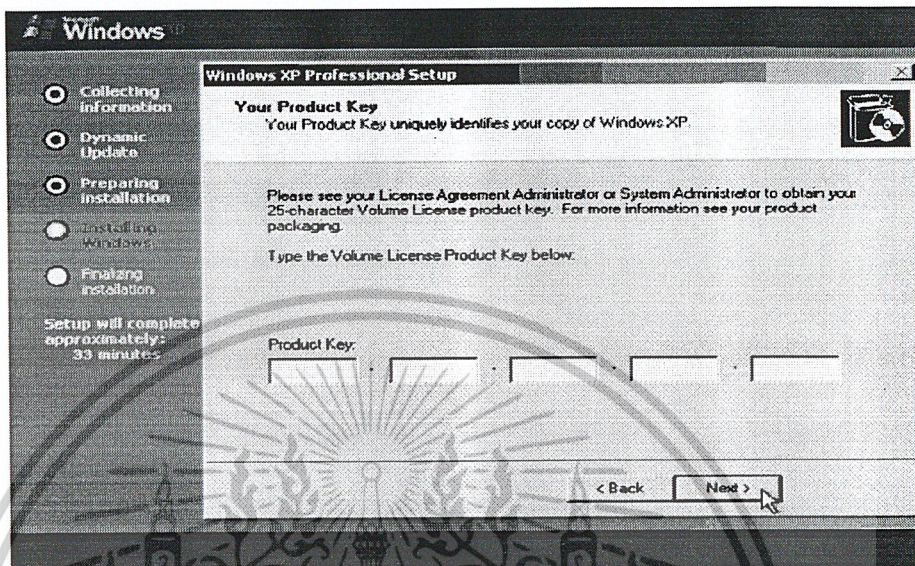 Microsoft
Windows XP
Collecting
information
Dynamic
Update
Preparing
installation
Installing
Windows
Finalizing
installation
Setup will complete
approximately:
33 minutes
Windows XP Professional Setup
Your Product Key
Your Product Key uniquely identifies your copy of Windows XP.
Please see your License Agreement Administrator or System Administrator to obtain your
25-character Volume License product key. For more information see your product
packaging.
Type the Volume License Product Key below:
Product Key:
- - - -
< Back
Next >